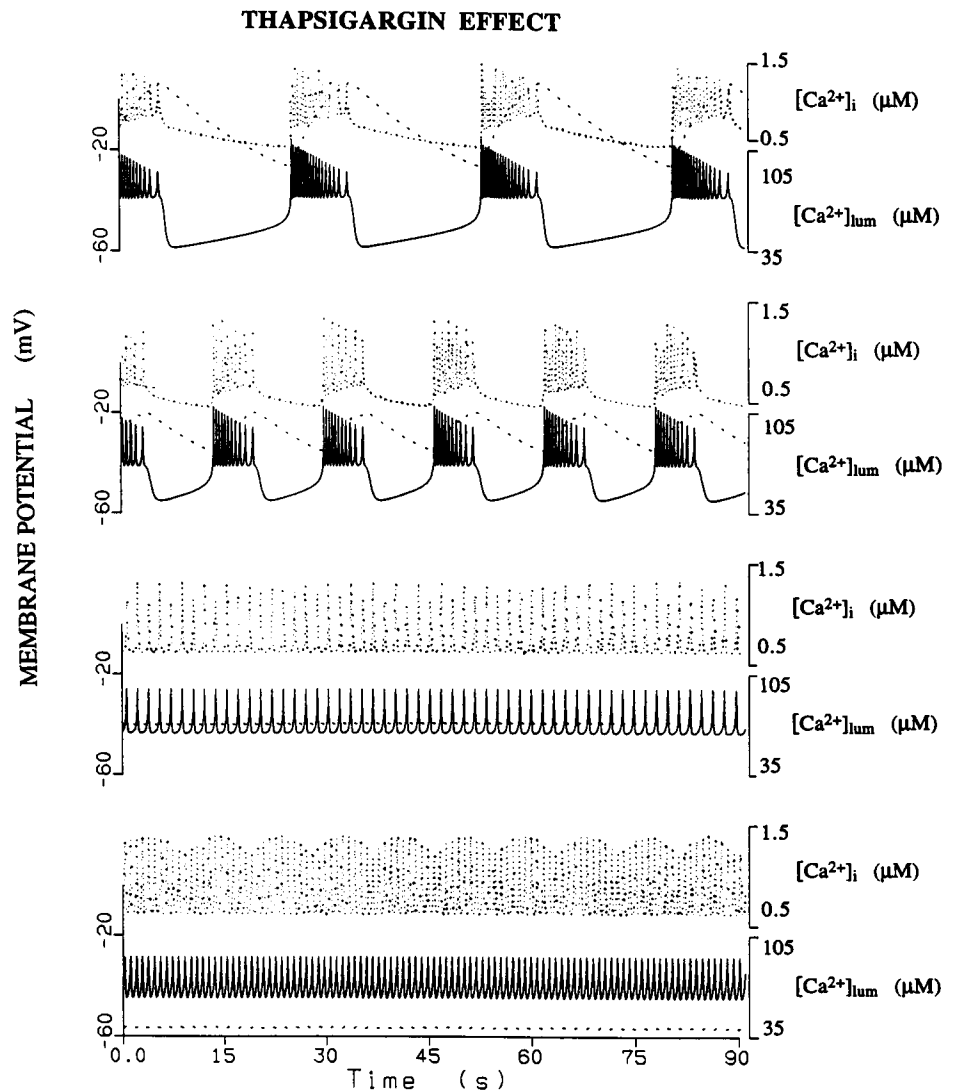 THAPSIGARGIN EFFECT
MEMBRANE POTENTIAL (mV)
-20
-60
1.5
[Ca²⁺]i (μM)
0.5
105
[Ca²⁺]lum (μM)
35
-20
-60
1.5
[Ca²⁺]i (μM)
0.5
105
[Ca²⁺]lum (μM)
35
-20
-60
1.5
[Ca²⁺]i (μM)
0.5
105
[Ca²⁺]lum (μM)
35
-20
-60
1.5
[Ca²⁺]i (μM)
0.5
105
[Ca²⁺]lum (μM)
35
0.0 15 30 45 60 75 90
Time (s)